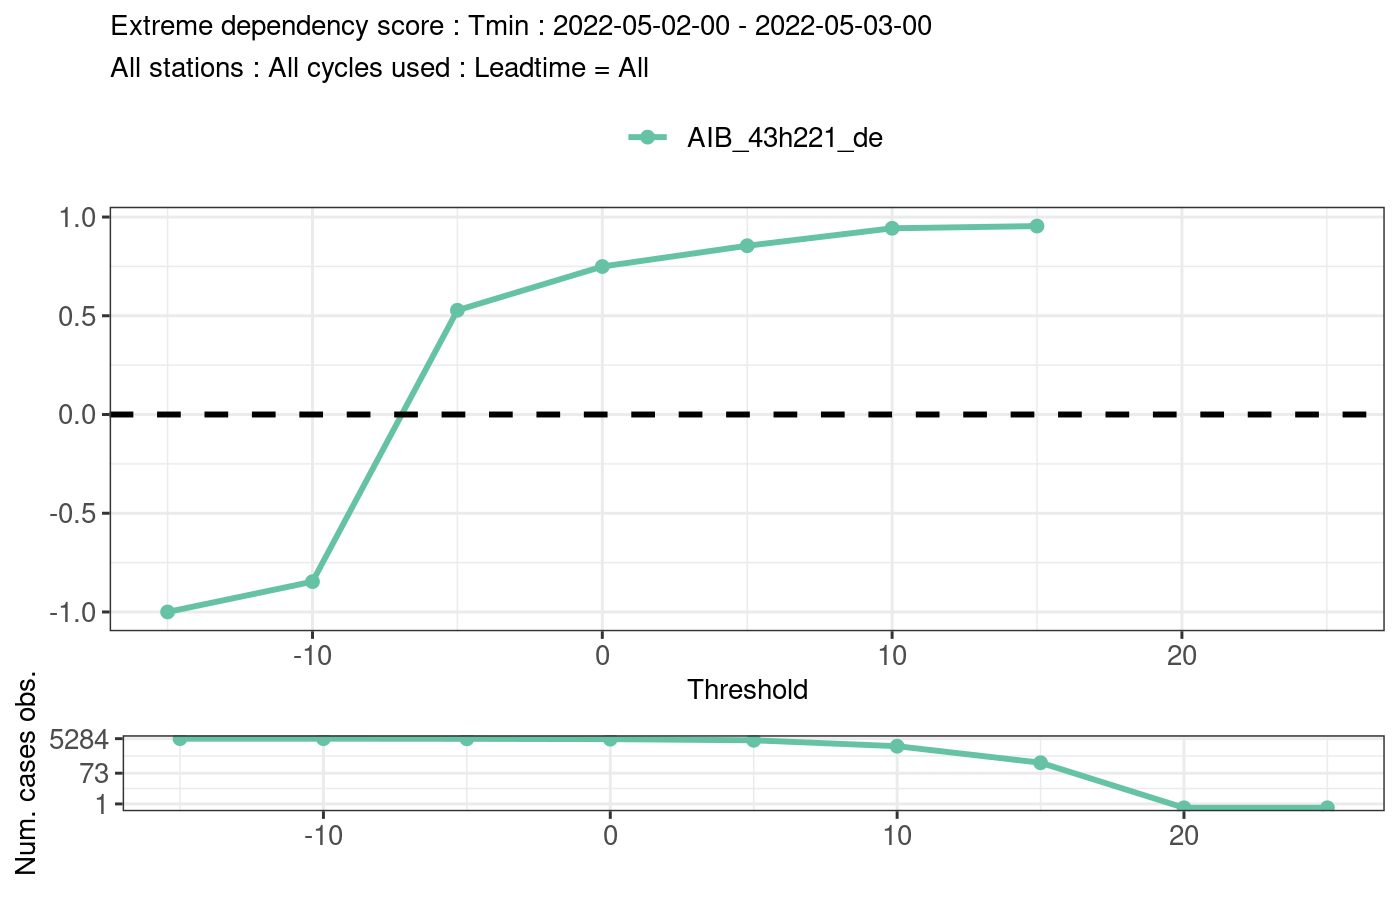 Extreme dependency score : Tmin : 2022-05-02-00 - 2022-05-03-00
All stations : All cycles used : Leadtime = All
AIB_43h221_de
1.0
0.5
0.0
-0.5
-1.0
-10 0 10 20
Threshold
Num. cases obs.
5284
73
1
-10 0 10 20